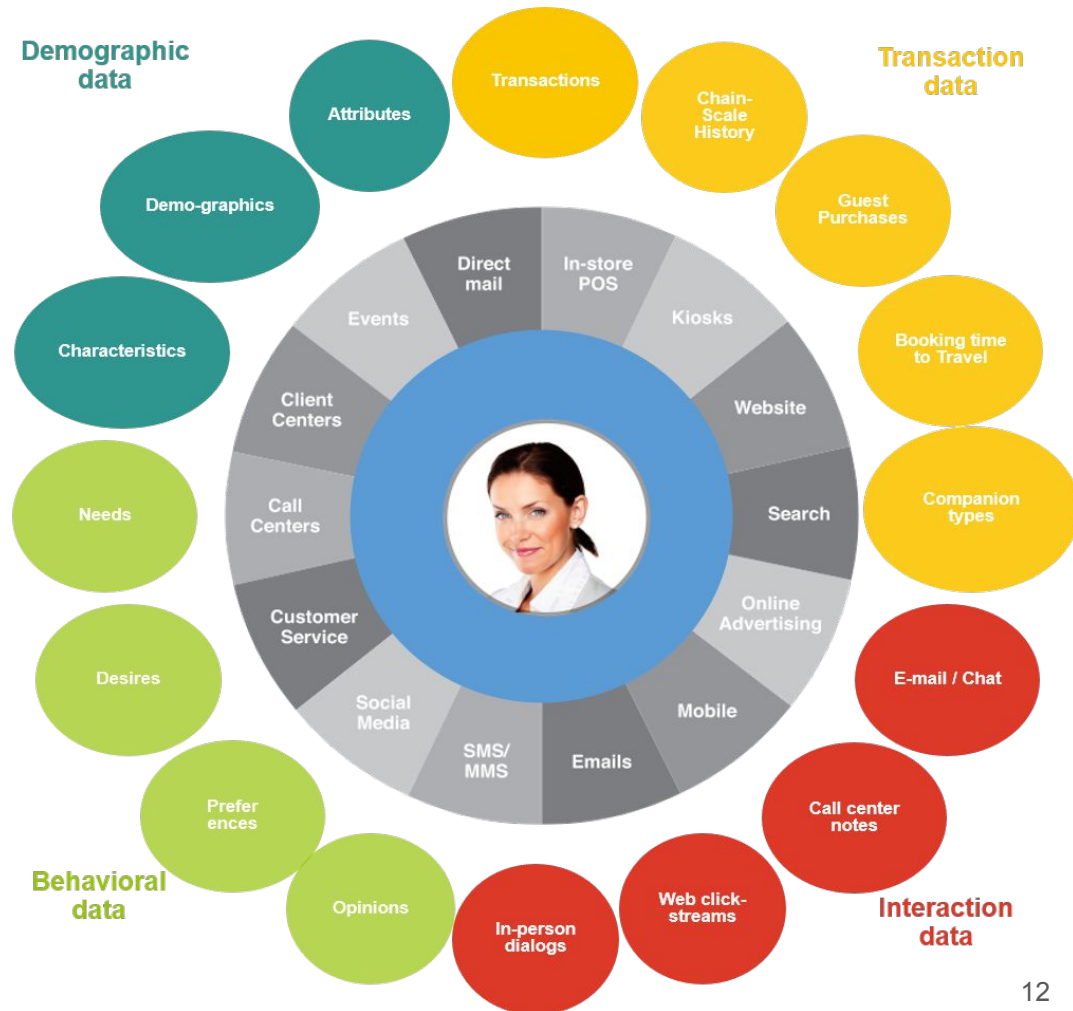 Demographic
data
Transaction
data
Transactions
Attributes
Chain-
Scale
History
Demo-graphics
Guest
Purchases
Characteristics
Booking time
to Travel
Needs
Companion
types
Desires
E-mail / Chat
Prefer
ences
Call center
notes
Opinions
Web click-
streams
In-person
dialogs
Behavioral
data
Interaction
data
Direct
mail
In-store
POS
Kiosks
Website
Search
Online
Advertising
Mobile
Emails
SMS/
MMS
Social
Media
Customer
Service
Call
Centers
Client
Centers
Events
12